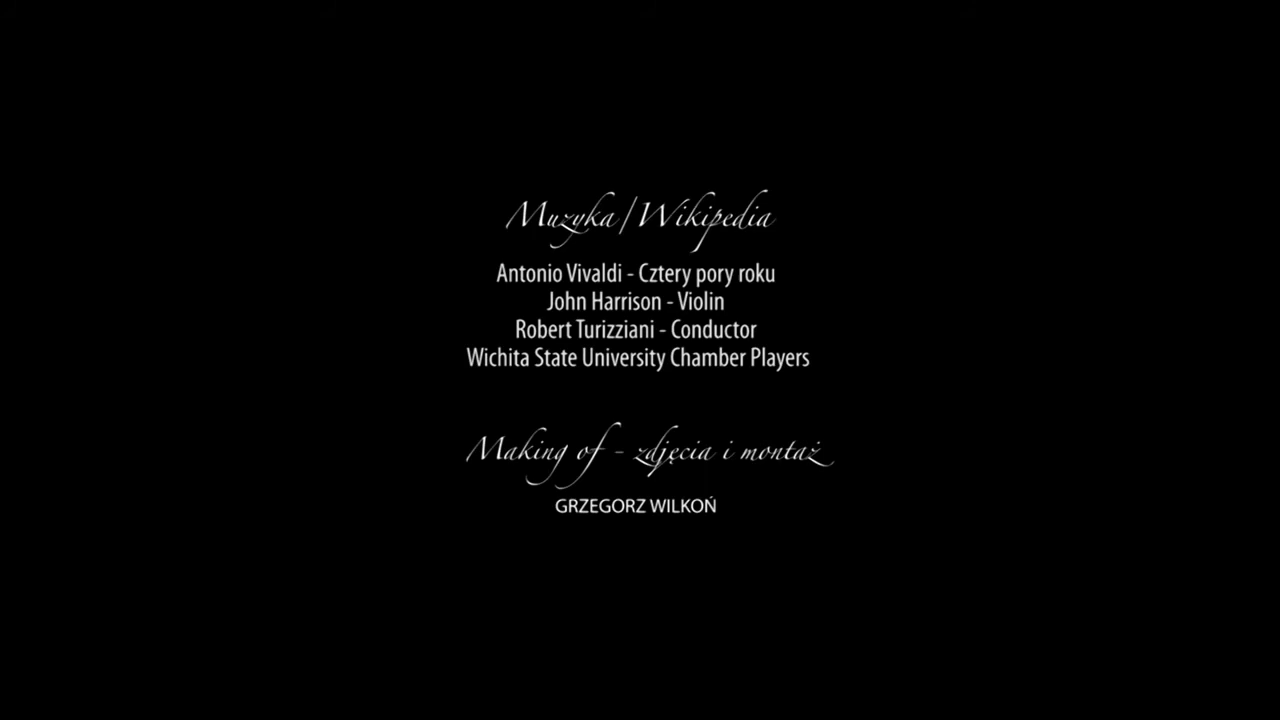 Muzyka/Wikipedia
Antonio Vivaldi - Cztery pory roku
John Harrison - Violin
Robert Turizziani - Conductor
Wichita State University Chamber Players
Making of - zdjęcia i montaż
GRZEGORZ WILKOŃ